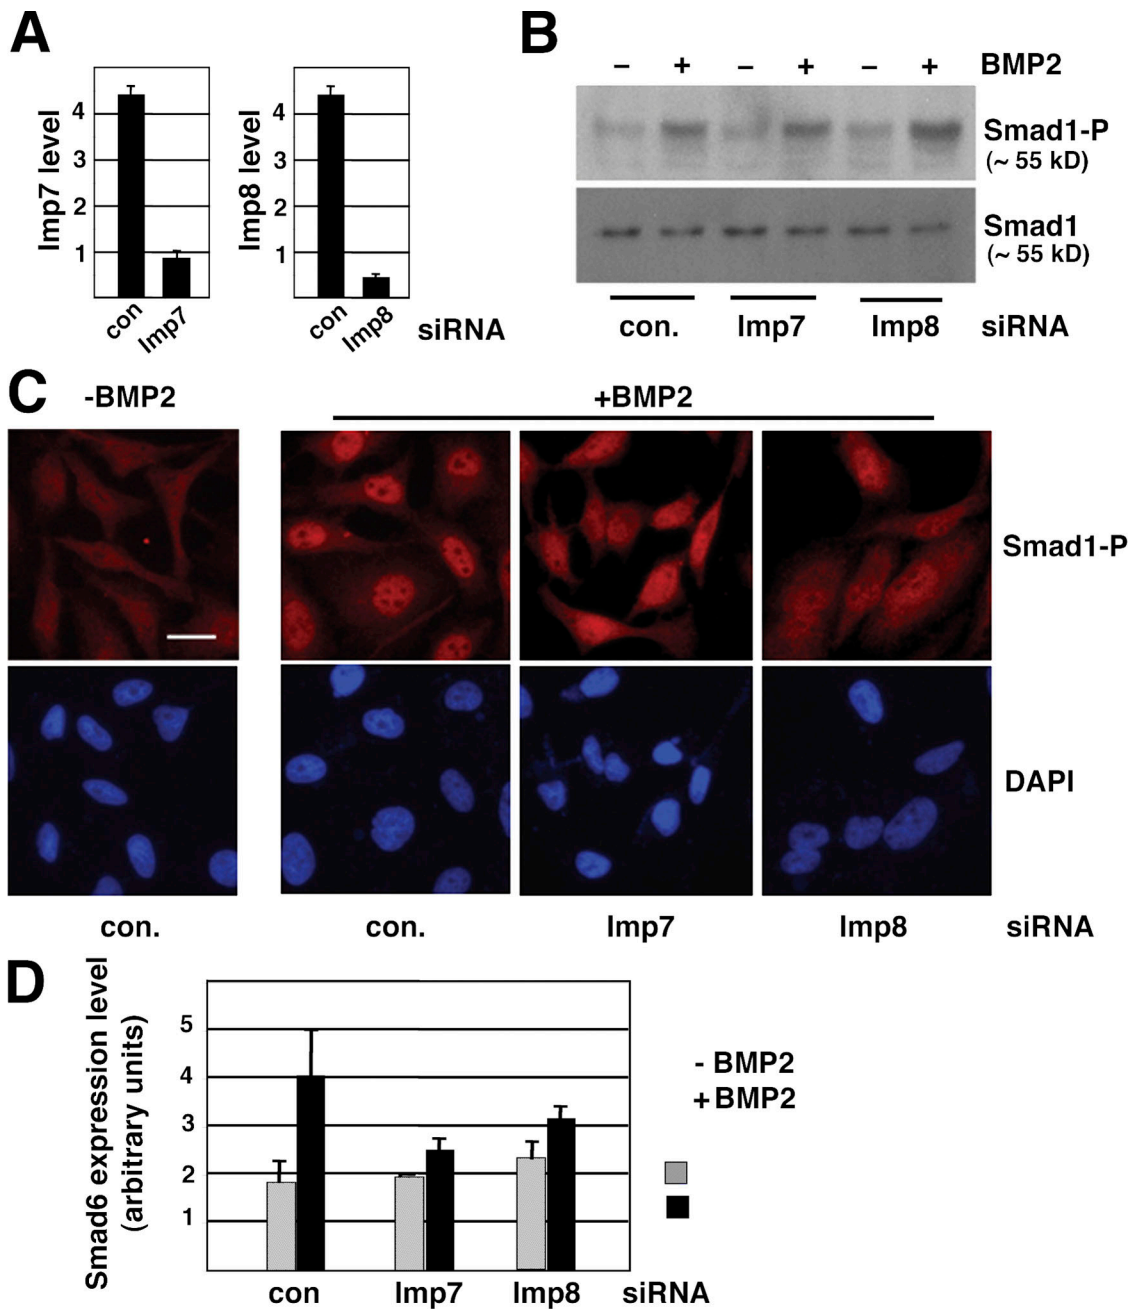 A
Imp7 level
4
3
2
1
con
Imp7
Imp8 level
4
3
2
1
con
Imp8
siRNA
B
– + – + – + BMP2
Smad1-P
(~ 55 kD)
Smad1
(~ 55 kD)
con. Imp7 Imp8 siRNA
C
-BMP2
+BMP2
Smad1-P
DAPI
con. con. Imp7 Imp8 siRNA
D
Smad6 expression level
(arbitrary units)
5
4
3
2
1
con Imp7 Imp8 siRNA
- BMP2
+ BMP2